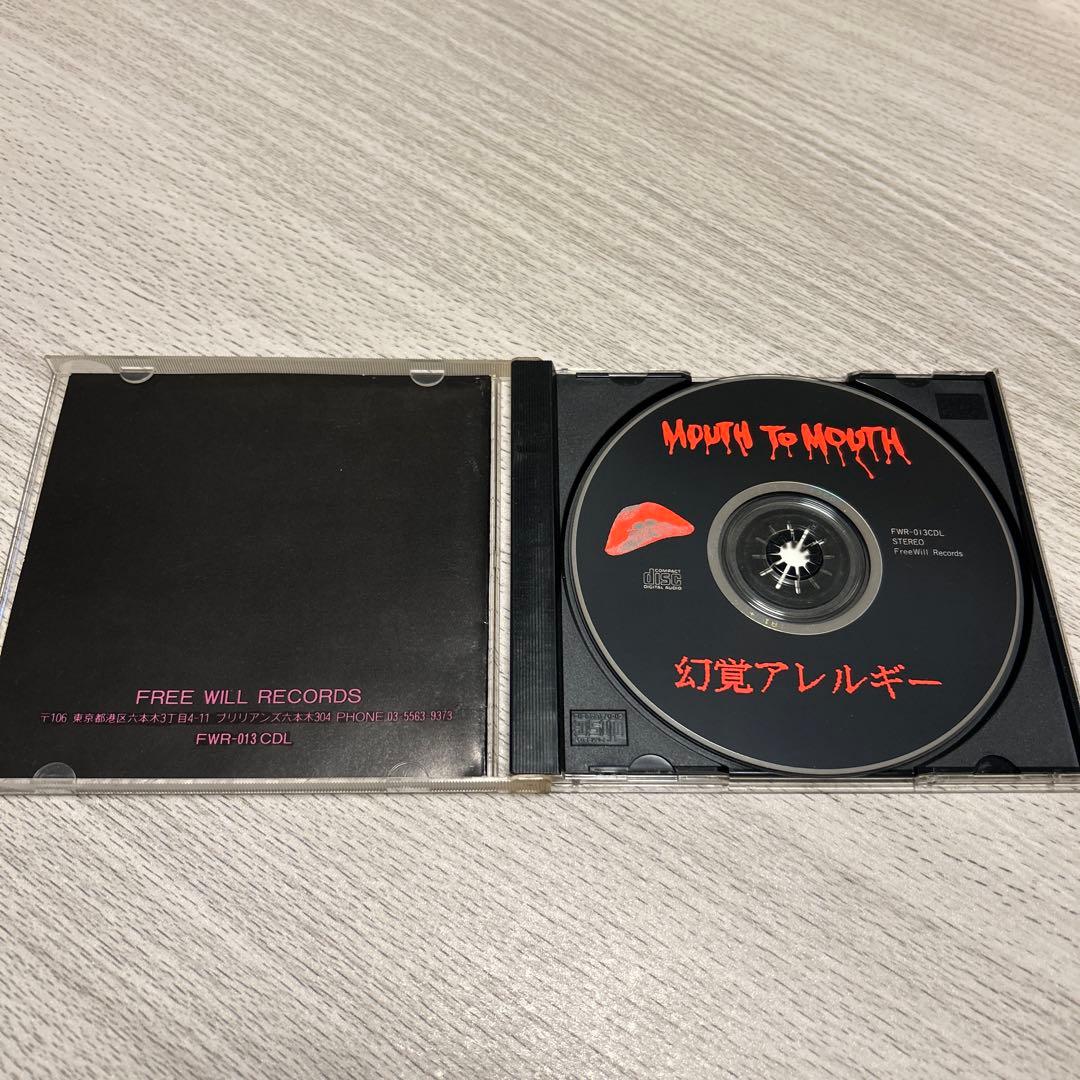 FREE WILL RECORDS
〒106 東京都港区六本木3丁目4-11 ブリリアンズ六本木304 PHONE 03-5563-9373
FWR-013 CDL
MOUTH TO MOUTH
FWR-013CDL
STEREO
FreeWill Records
COMPACT
disc
DIGITAL AUDIO
幻覚アレルギー